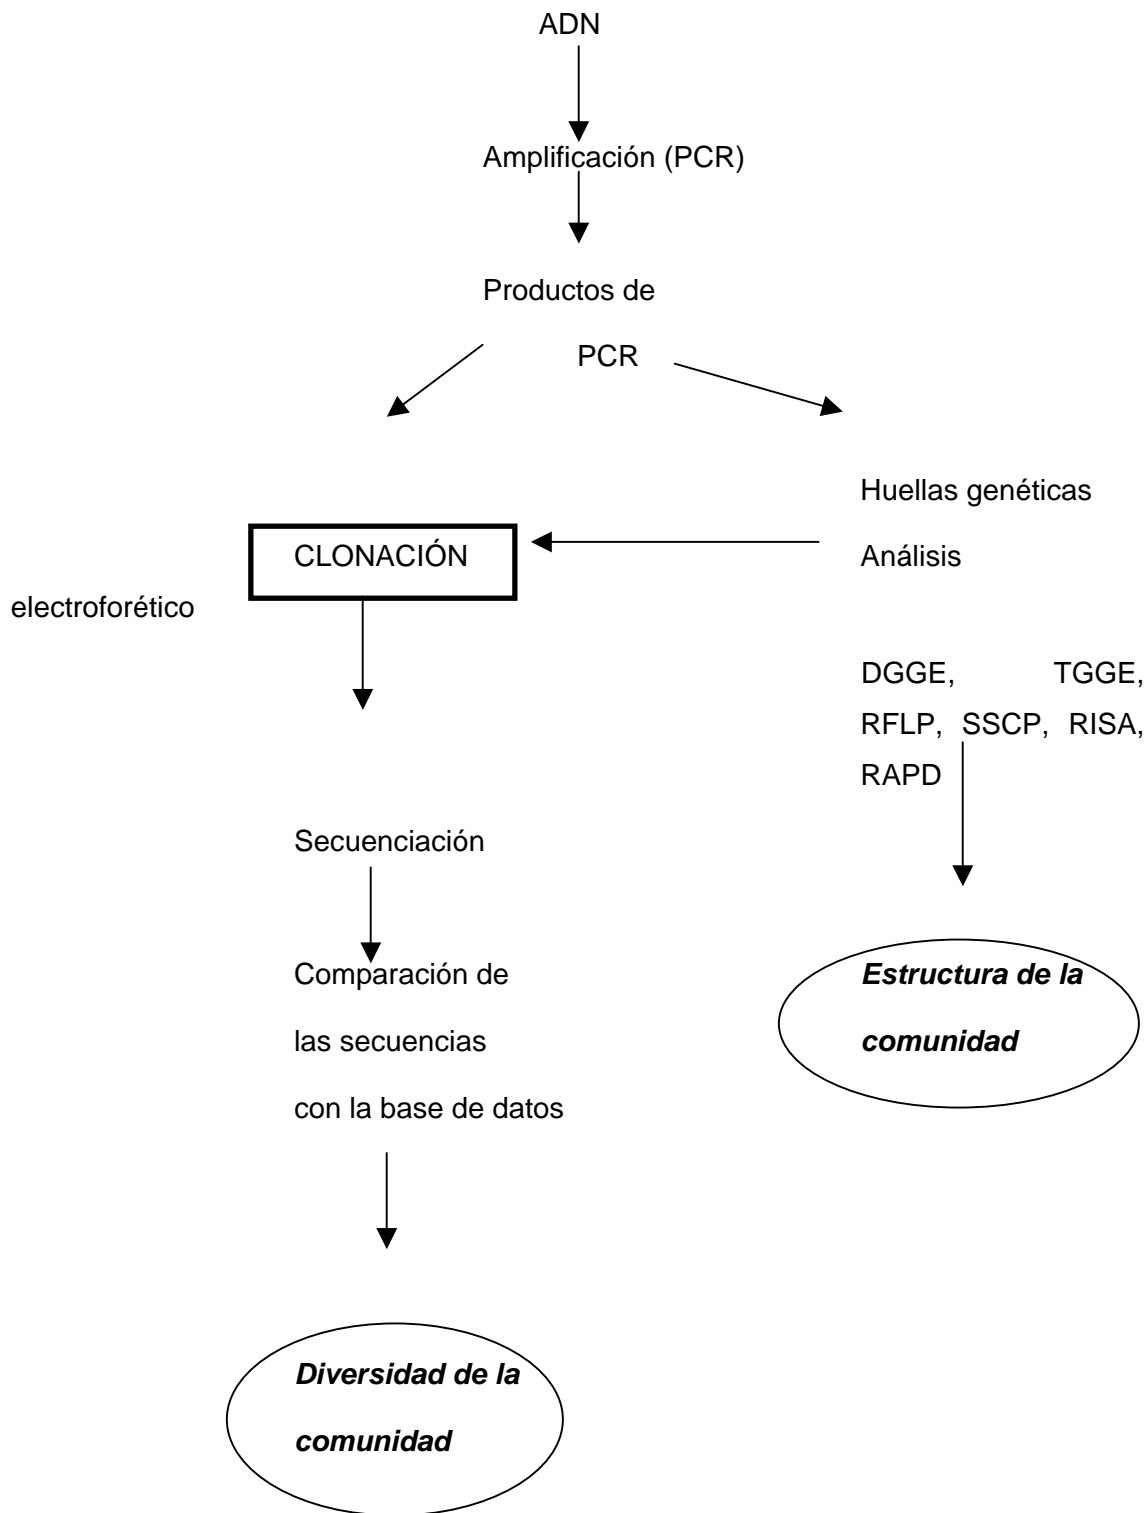 ADN
Amplificación (PCR)
Productos de
PCR
Huellas genéticas
CLONACIÓN
Análisis
electroforético
DGGE, TGGE,
RFLP, SSCP, RISA,
RAPD
Secuenciación
Comparación de
las secuencias
con la base de datos
Estructura de la
comunidad
Diversidad de la
comunidad